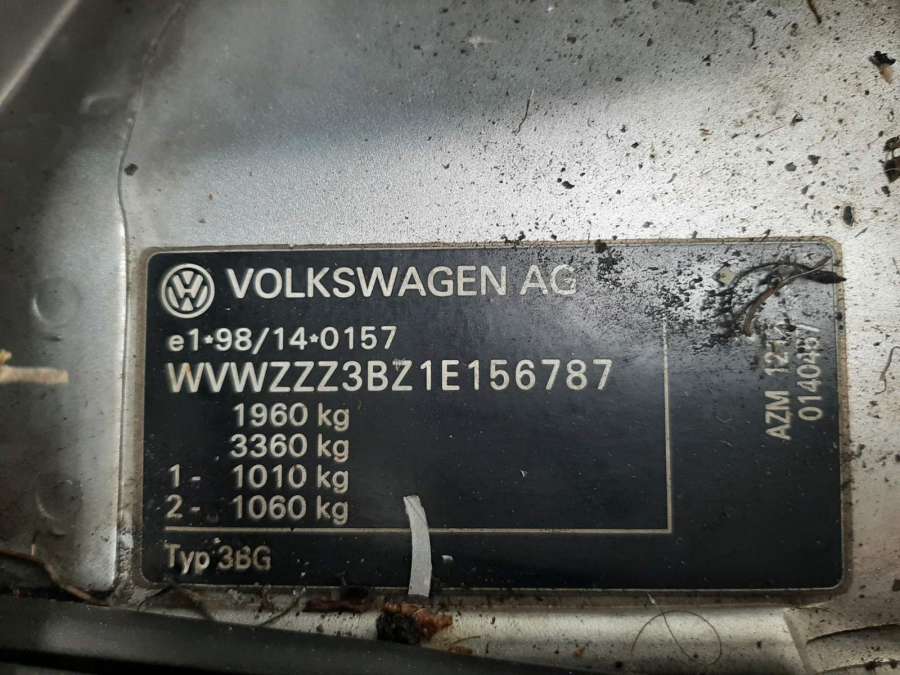 VOLKSWAGEN AG
e1*98/14*0157
WVWZZZ3BZ1E156787
1960 kg
3360 kg
1- 1010 kg
2- 1060 kg
Typ 3BG
AZM